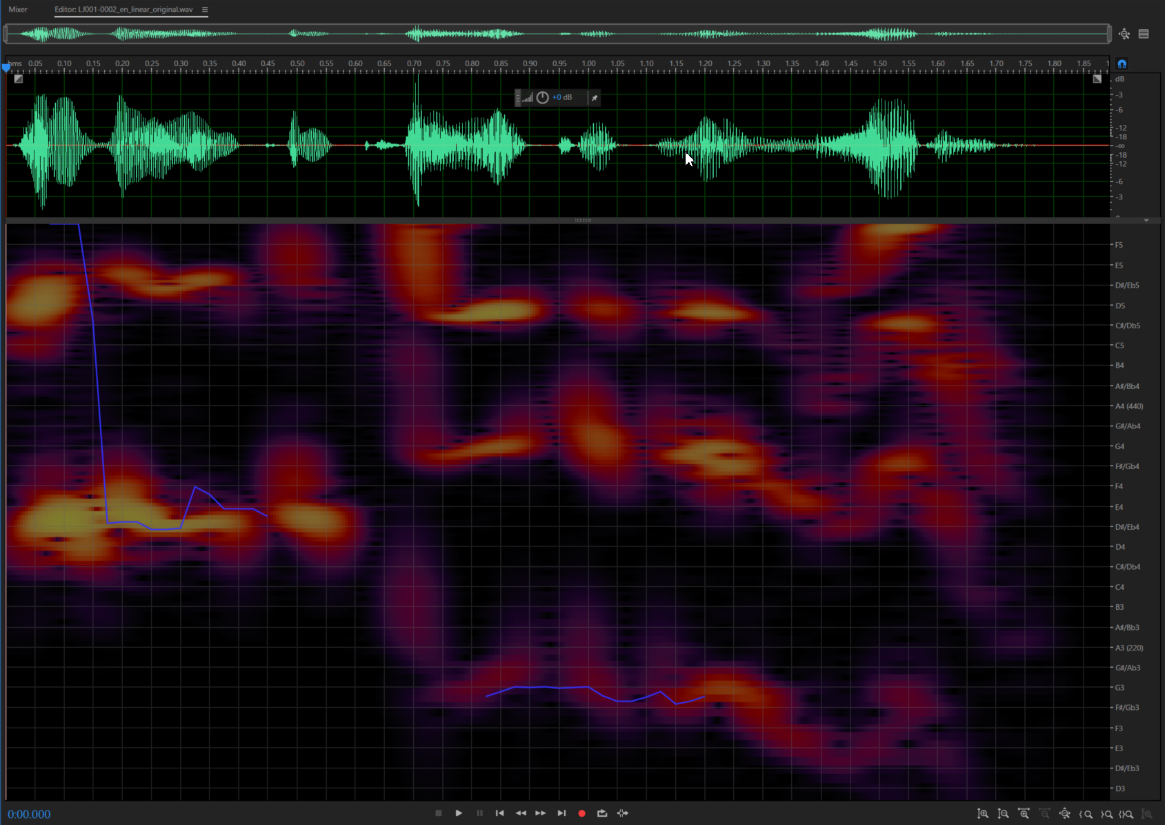 Mixer Editor: LJ001-0002_en_linear_original.wav
hms 0.05 0.10 0.15 0.20 0.25 0.30 0.35 0.40 0.45 0.50 0.55 0.60 0.65 0.70 0.75 0.80 0.85 0.90 0.95 1.00 1.05 1.10 1.15 1.20 1.25 1.30 1.35 1.40 1.45 1.50 1.55 1.60 1.65 1.70 1.75 1.80 1.85
dB
-3
+0 dB
-6
-12
-18
-∞
-18
-12
-6
-3
F5
E5
D#/Eb5
D5
C#/Db5
C5
B4
A#/Bb4
A4 (440)
G#/Ab4
G4
F#/Gb4
F4
E4
D#/Eb4
D4
C#/Db4
C4
B3
A#/Bb3
A3 (220)
G#/Ab3
G3
F#/Gb3
F3
E3
D#/Eb3
D3
0:00.000